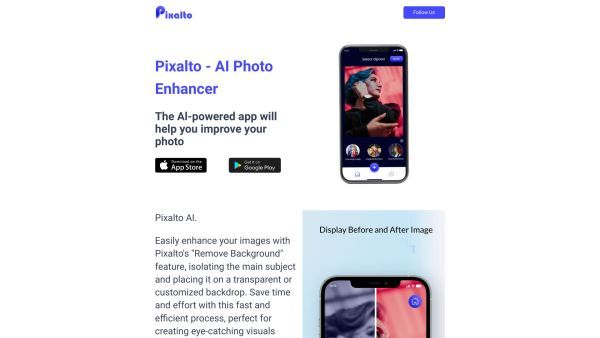 Pixalto
Follow Us
Pixalto - AI Photo
Enhancer
The AI-powered app will
help you improve your
photo
Download on the
App Store
Get it on
Google Play
Select Option
Pixalto AI.
Easily enhance your images with
Pixalto's "Remove Background"
feature, isolating the main subject
and placing it on a transparent or
customized backdrop. Save time
and effort with this fast and
efficient process, perfect for
creating eye-catching visuals
Display Before and After Image